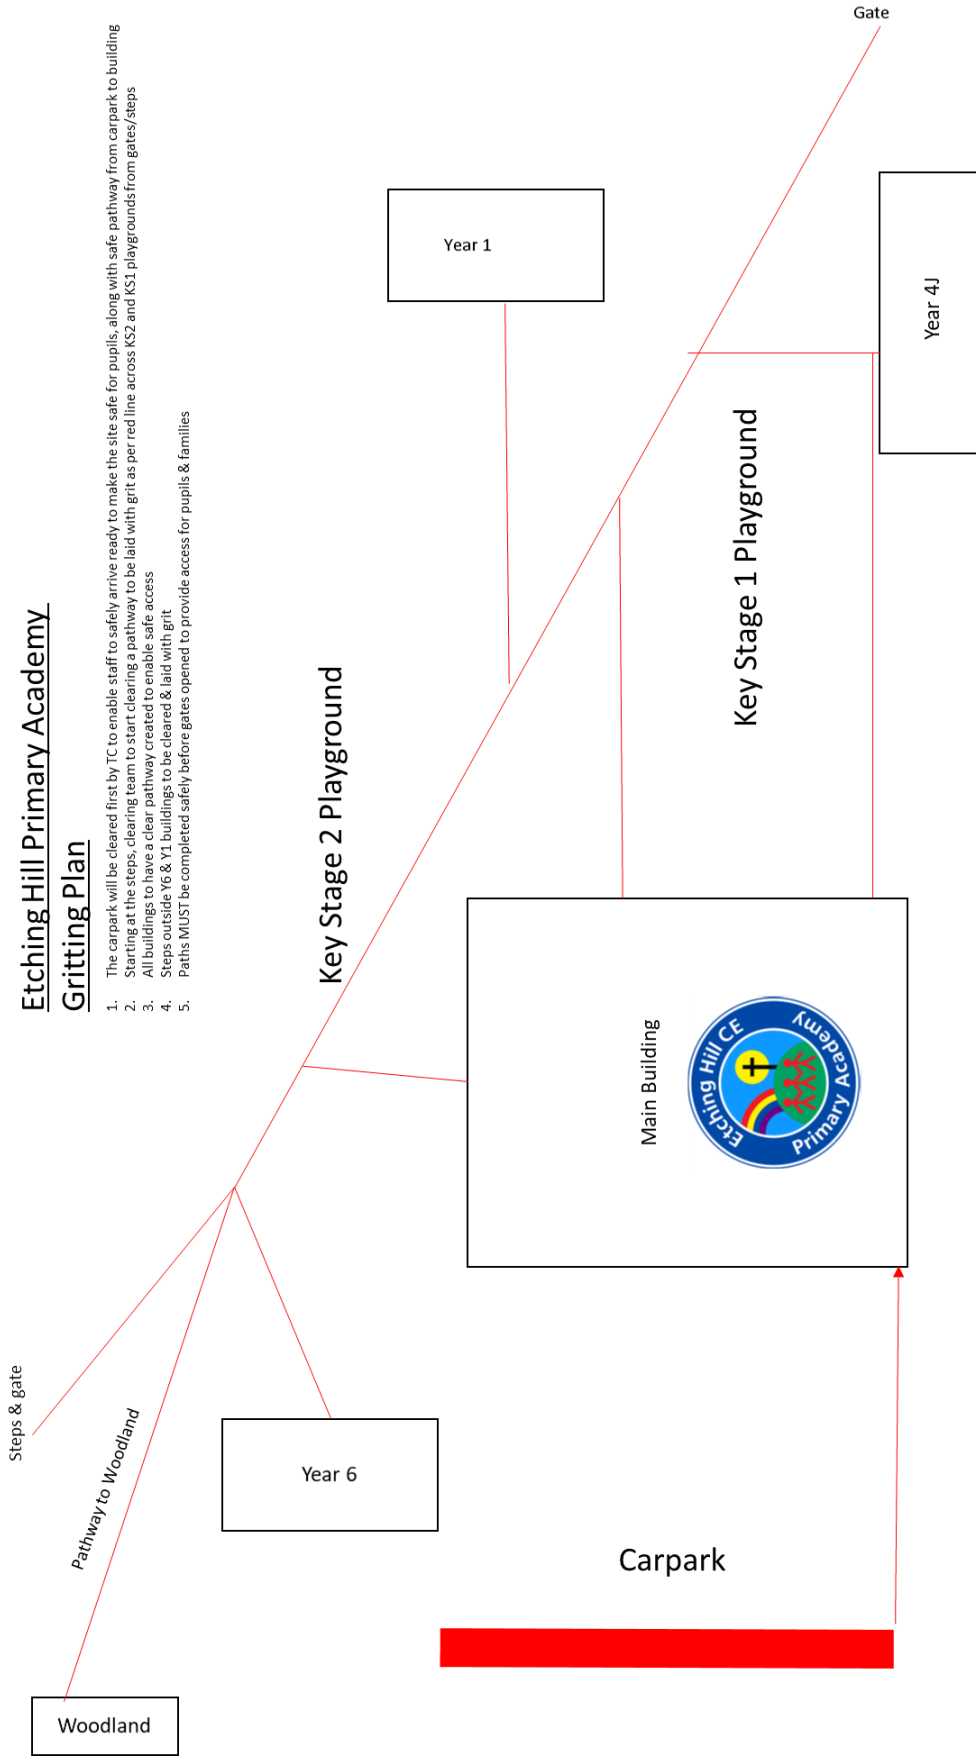 Etching Hill Primary Academy
Gritting Plan
1. The carpark will be cleared first by TC to enable staff to safely arrive ready to make the site safe for pupils, along with safe pathway from carpark to building
2. Starting at the steps, clearing team to start clearing a pathway to be laid with grit as per red line across KS2 and KS1 playgrounds from gates/steps
3. All buildings to have a clear pathway created to enable safe access
4. Steps outside Y6 & Y1 buildings to be cleared & laid with grit
5. Paths MUST be completed safely before gates opened to provide access for pupils & families
Gate
Year 1
Year 4J
Key Stage 2 Playground
Key Stage 1 Playground
Main Building
Etching Hill CE
Primary Academy
Steps & gate
Pathway to Woodland
Year 6
Carpark
Woodland